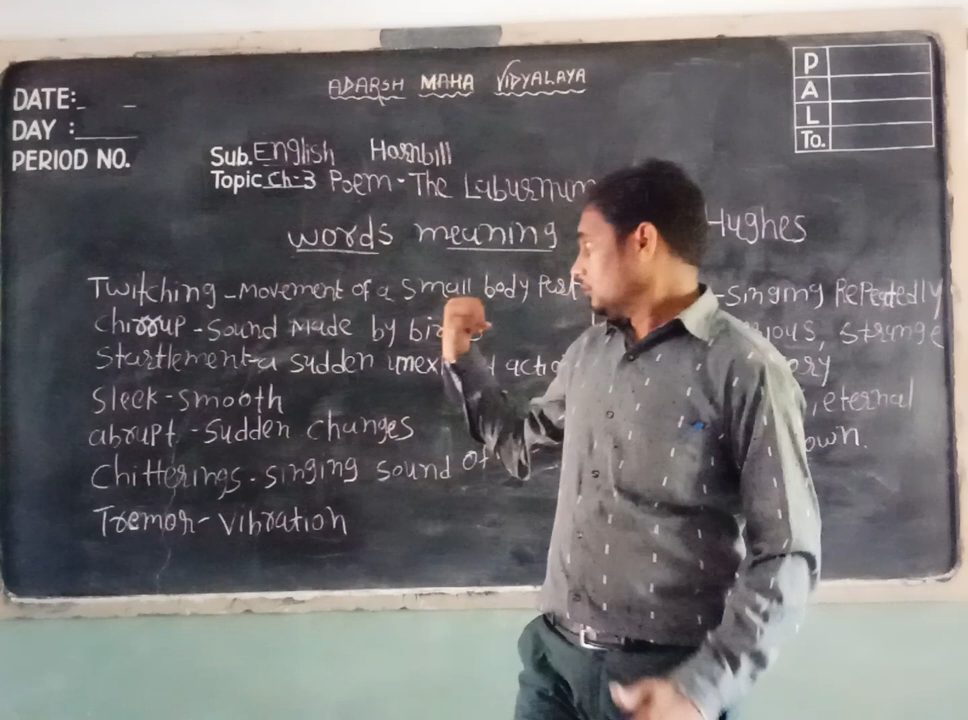 ADARSH MAHA VIDYALAYA
P
A
L
To.
DATE:
DAY :
PERIOD NO.
Sub. English Hornbill
Topic Ch-3 Poem - The Laburnum
words meaning Hughes
Twitching - Movement of a small body Part - singing Repeatedly
chirrup - sound Made by strange
startlement - a sudden
sleek - smooth , eternal
abrupt - sudden changes
Chitterings - singing sound of
Tremor - vibration